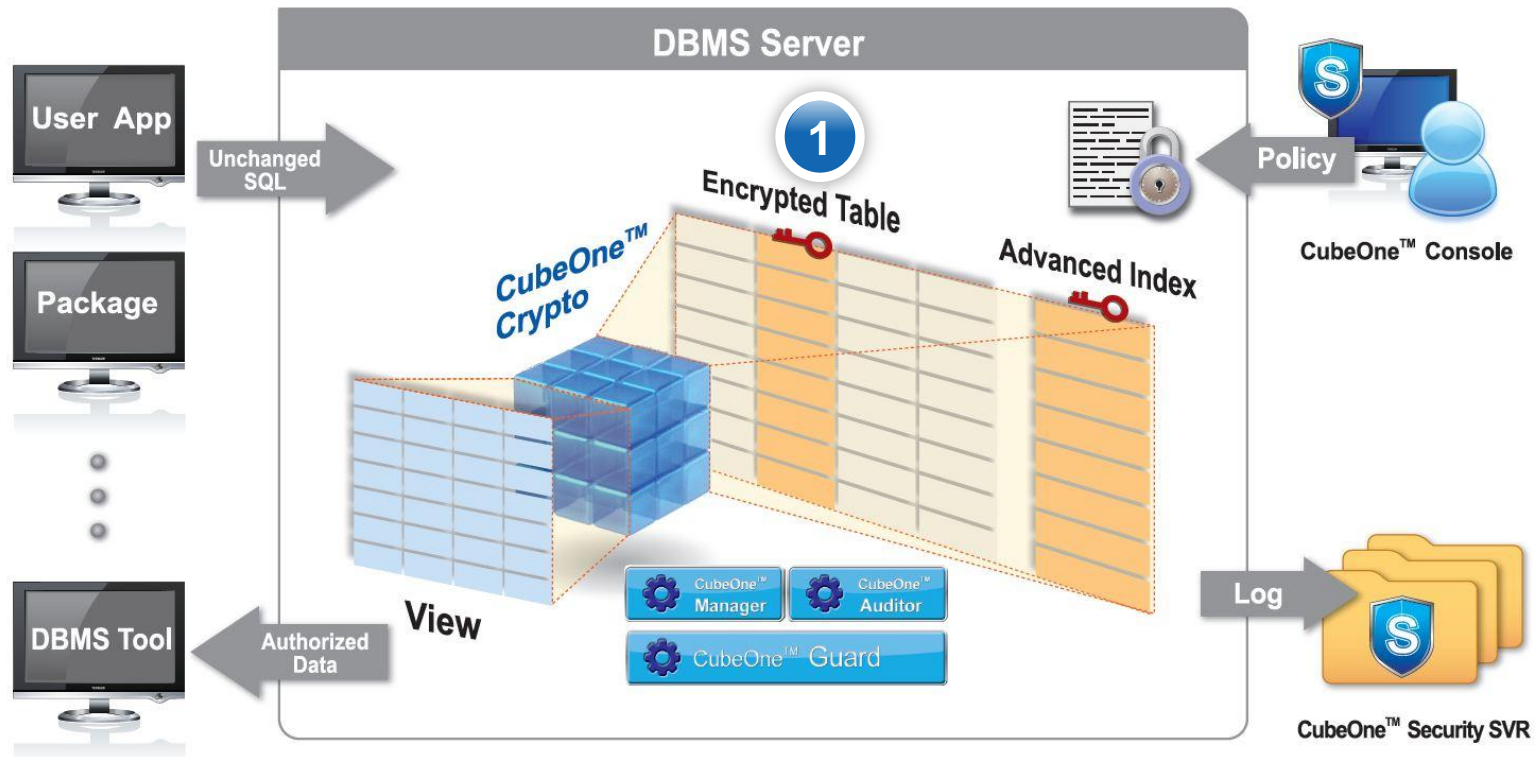 DBMS Server
User App
Unchanged
SQL
1
Encrypted Table
Advanced Index
CubeOne™
Crypto
Policy
CubeOne™ Console
Package
View
CubeOne™
Manager
CubeOne™
Auditor
CubeOne™ Guard
DBMS Tool
Authorized
Data
Log
S
S
CubeOne™ Security SVR